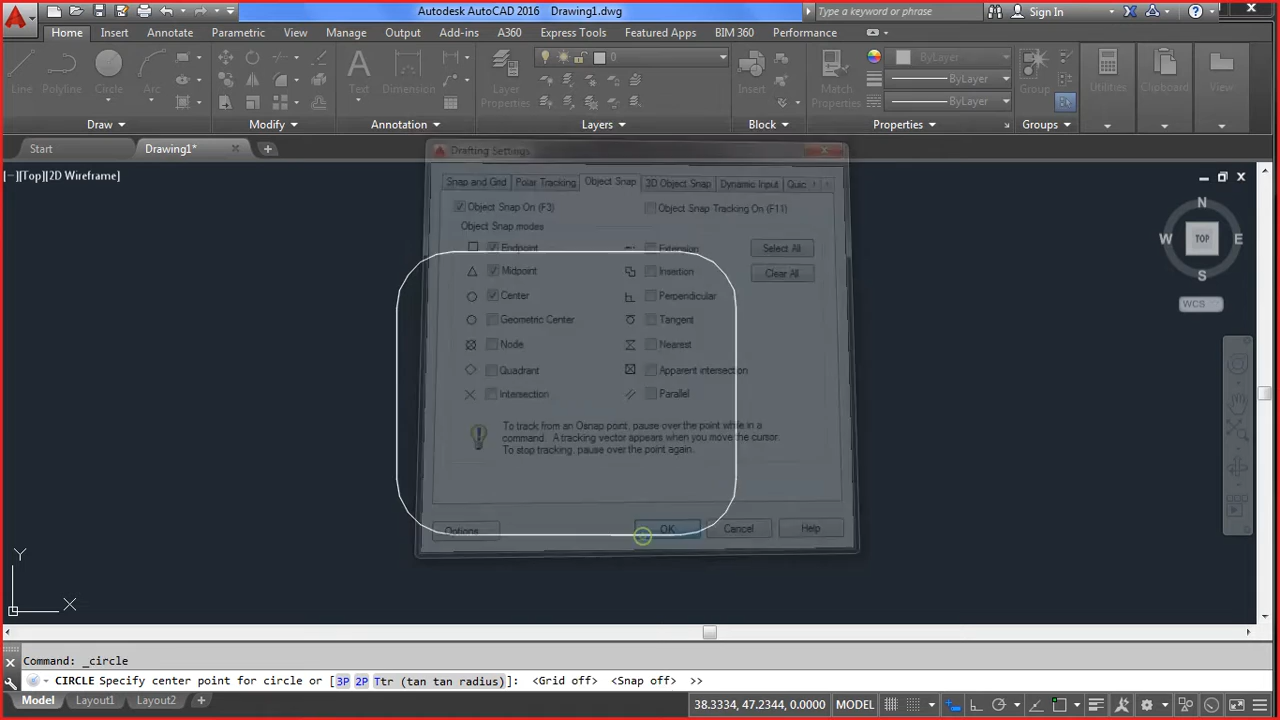 Autodesk AutoCAD 2016 Drawing1.dwg
Type a keyword or phrase
Sign In
Home Insert Annotate Parametric View Manage Output Add-ins A360 Express Tools Featured Apps BIM 360 Performance
0
ByLayer
Line Polyline Circle Arc Text Dimension Layer Properties Insert Match Properties Group Utilities Clipboard View
ByLayer
ByLayer
Draw Modify Annotation Layers Block Properties Groups
Start Drawing1*
[−][Top][2D Wireframe]
Drafting Settings
Snap and Grid Polar Tracking Object Snap 3D Object Snap Dynamic Input Quic
Object Snap On (F3) Object Snap Tracking On (F11)
Object Snap modes
Endpoint Extension Select All
Midpoint Insertion Clear All
Center Perpendicular
Geometric Center Tangent
Node Nearest
Quadrant Apparent intersection
Intersection Parallel
To track from an Osnap point, pause over the point while in a
command. A tracking vector appears when you move the cursor.
To stop tracking, pause over the point again.
Options OK Cancel Help
N
W TOP E
S
WCS
Y
X
Command: _circle
CIRCLE Specify center point for circle or [3P 2P Ttr (tan tan radius)]: <Grid off> <Snap off> >>
Model Layout1 Layout2 +
38.3334, 47.2344, 0.0000 MODEL